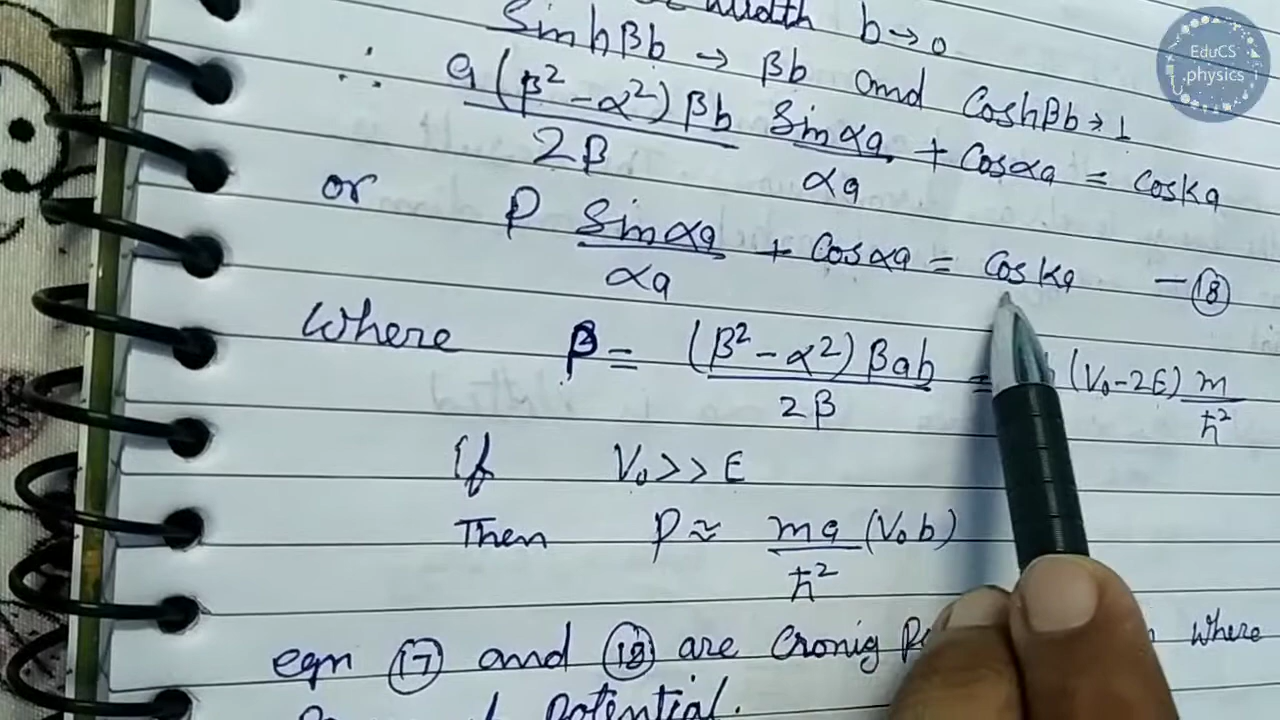 width b→0
EduCS physics
Sinhβb → βb and Coshβb→1
∴ a(β²-α²)βb/2β Sinαa/αa + Cosαa = Coska
or P Sinαa/αa + Cosαa = Coska —⑱
Where P = (β²-α²)βab/2β = (V₀-2E) m/ħ²
If V₀>>E
Then P≈ ma/ħ² (V₀b)
eqn ⑰ and ⑱ are Cronig where
Potential.